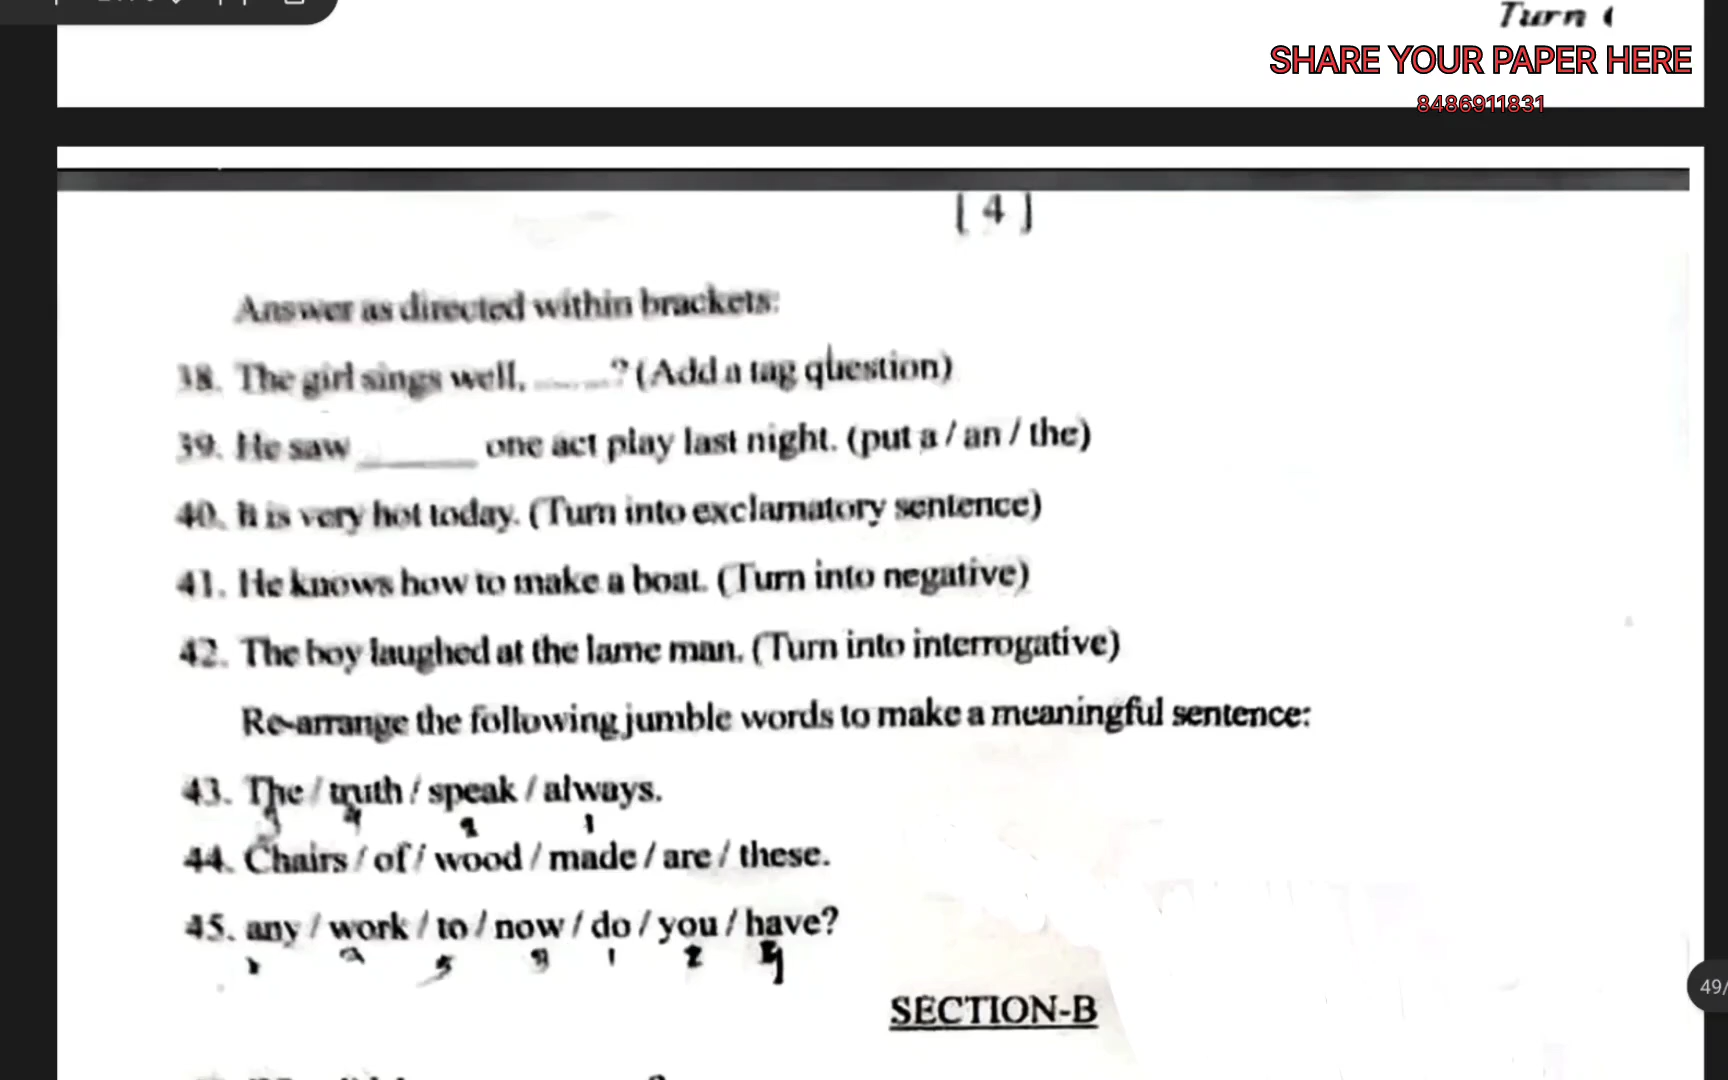 Turn
SHARE YOUR PAPER HERE
8486911831
[ 4 ]
Answer as directed within brackets:
38. The girl sings well, ........? (Add a tag question)
39. He saw _______ one act play last night. (put a / an / the)
40. It is very hot today. (Turn into exclamatory sentence)
41. He knows how to make a boat. (Turn into negative)
42. The boy laughed at the lame man. (Turn into interrogative)
Re-arrange the following jumble words to make a meaningful sentence:
43. The / truth / speak / always.
44. Chairs / of / wood / made / are / these.
45. any / work / to / now / do / you / have?
SECTION-B
49/